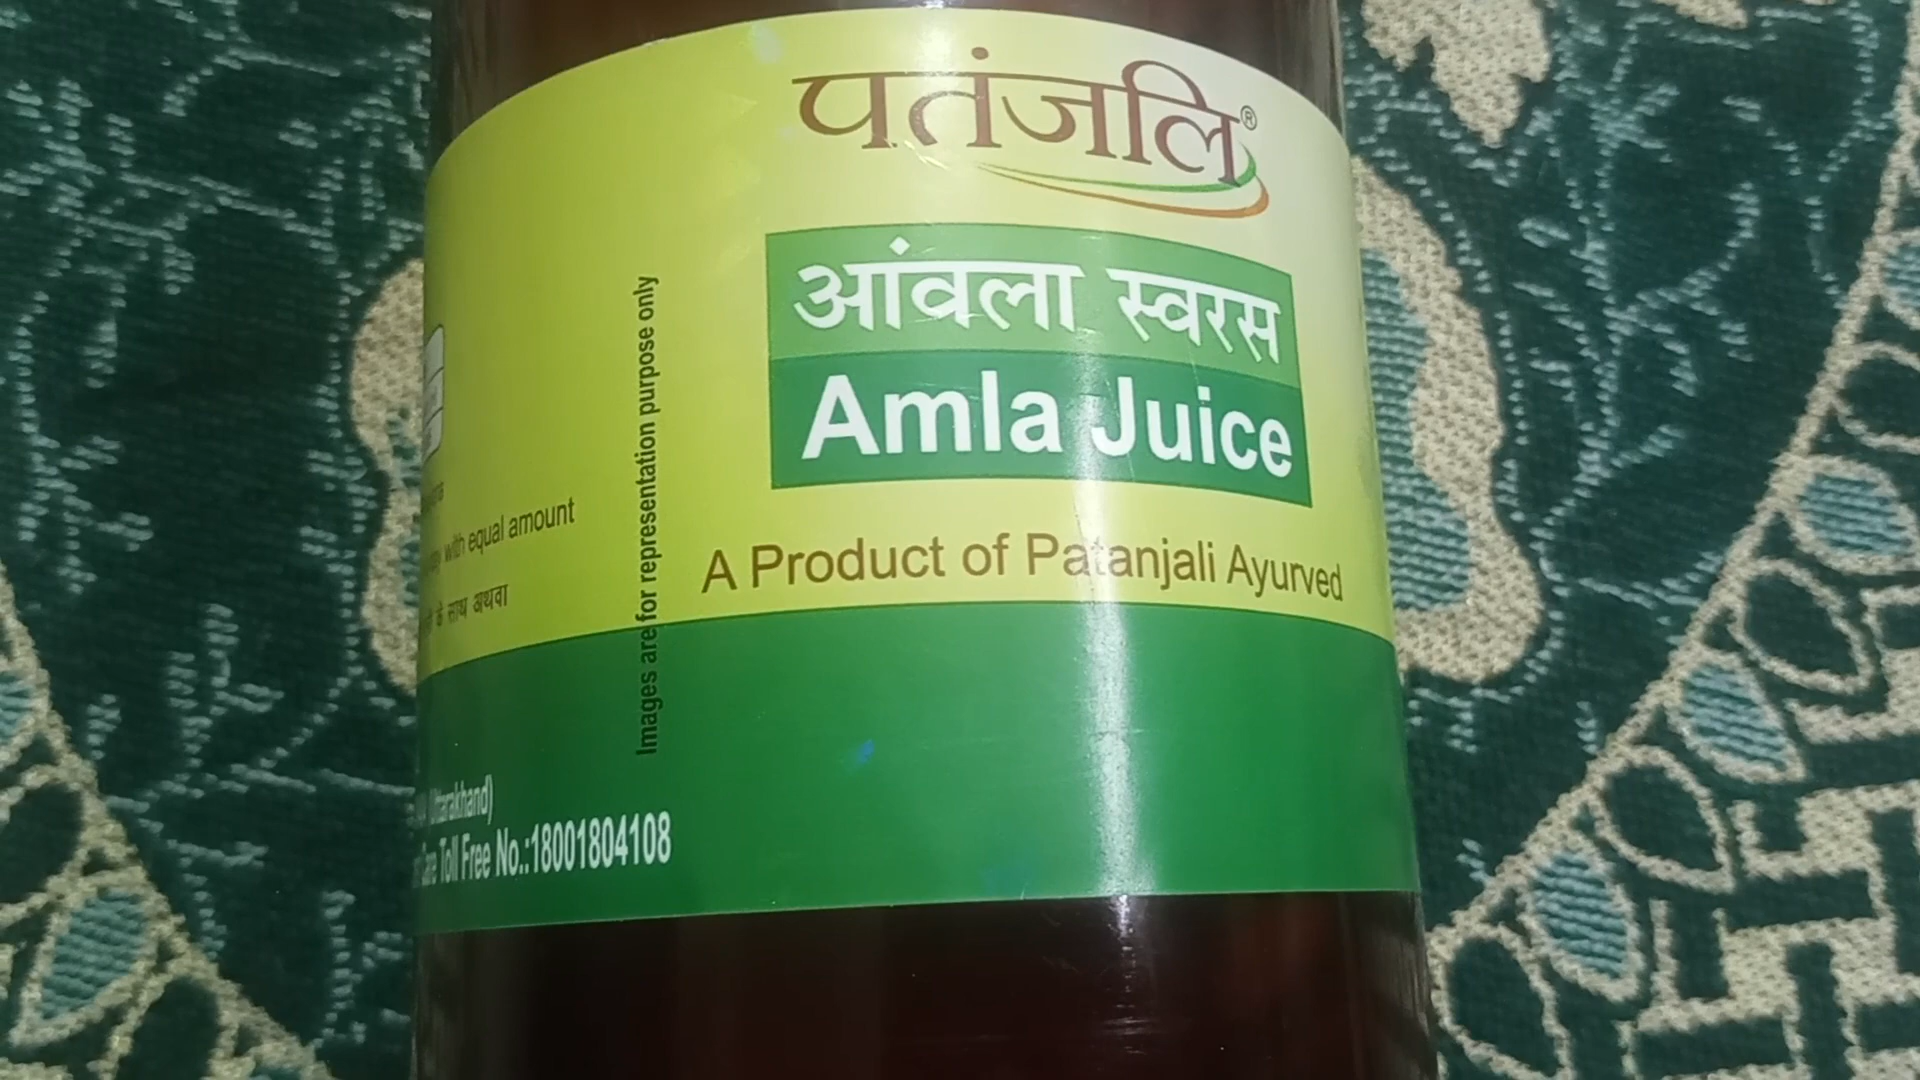 पतंजलि®
आंवला स्वरस
Amla Juice
A Product of Patanjali Ayurved
Images are for representation purpose only
with equal amount
के साथ अथवा
Uttarakhand)
Care Toll Free No.:18001804108